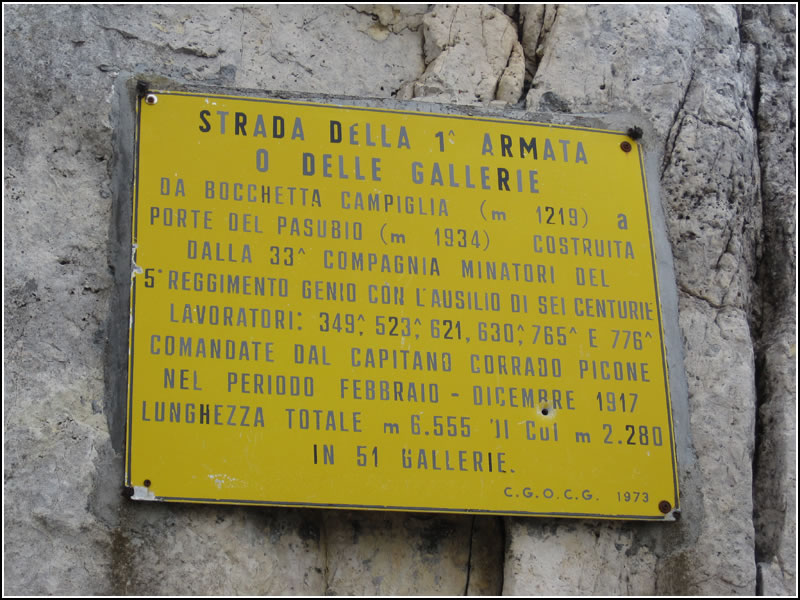 STRADA DELLA 1^ ARMATA
O DELLE GALLERIE
DA BOCCHETTA CAMPIGLIA (m 1219) a
PORTE DEL PASUBIO (m 1934) COSTRUITA
DALLA 33^ COMPAGNIA MINATORI DEL
5° REGGIMENTO GENIO CON L'AUSILIO DI SEI CENTURIE
LAVORATORI: 349^, 523^, 621, 630^, 765^ E 776^
COMANDATE DAL CAPITANO CORRADO PICONE
NEL PERIODO FEBBRAIO - DICEMBRE 1917
LUNGHEZZA TOTALE m 6.555 DI CUI m 2.280
IN 51 GALLERIE.
C.G.O.C.G. 1973